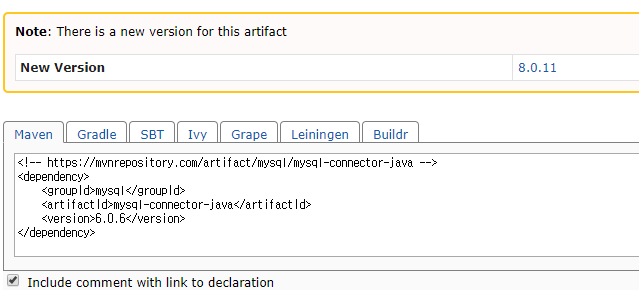 Note: There is a new version for this artifact
New Version 8.0.11
Maven Gradle SBT Ivy Grape Leiningen Buildr
<!-- https://mvnrepository.com/artifact/mysql/mysql-connector-java -->
<dependency>
    <groupId>mysql</groupId>
    <artifactId>mysql-connector-java</artifactId>
    <version>6.0.6</version>
</dependency>
Include comment with link to declaration